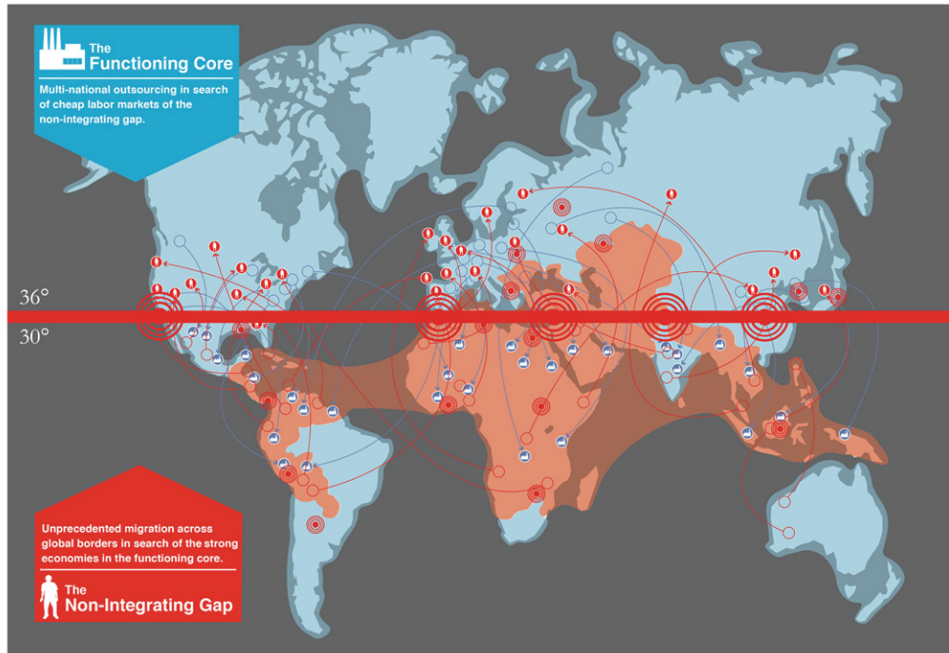 The
Functioning Core
Multi-national outsourcing in search
of cheap labor markets of the
non-integrating gap.
36°
30°
Unprecedented migration across
global borders in search of the strong
economies in the functioning core.
The
Non-Integrating Gap